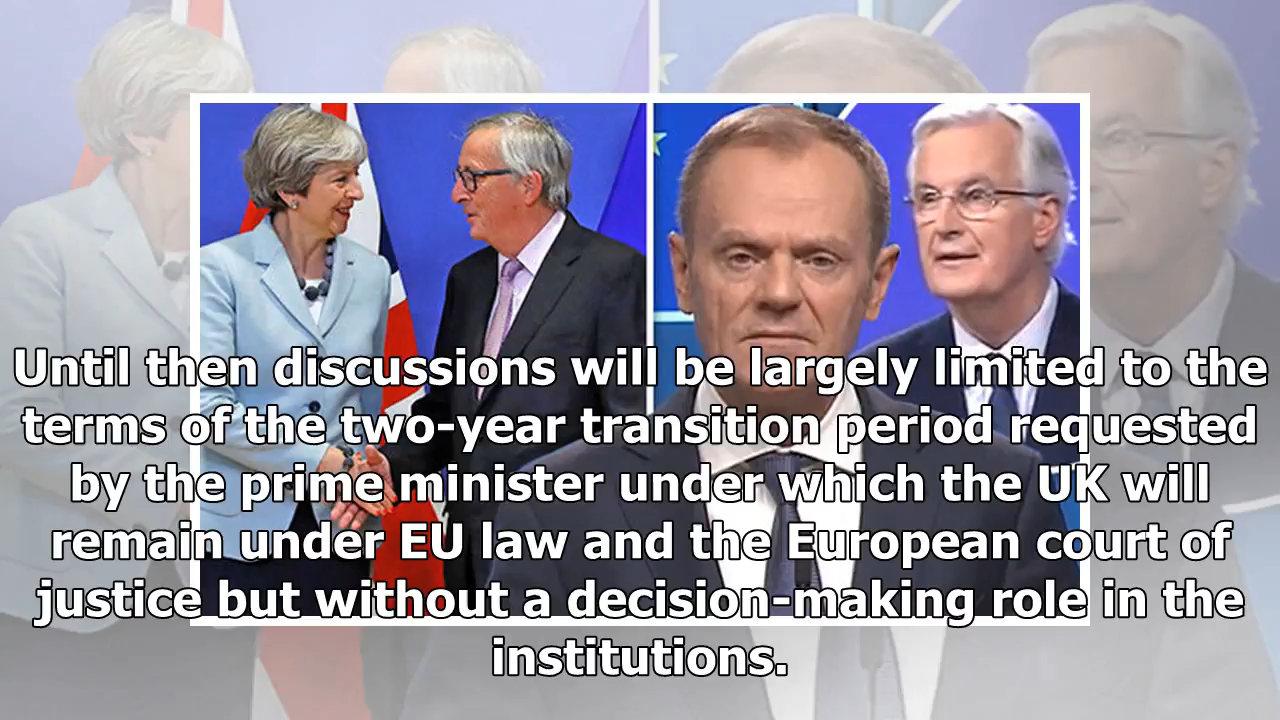 Until then discussions will be largely limited to the
terms of the two-year transition period requested
by the prime minister under which the UK will
remain under EU law and the European court of
justice but without a decision-making role in the
institutions.